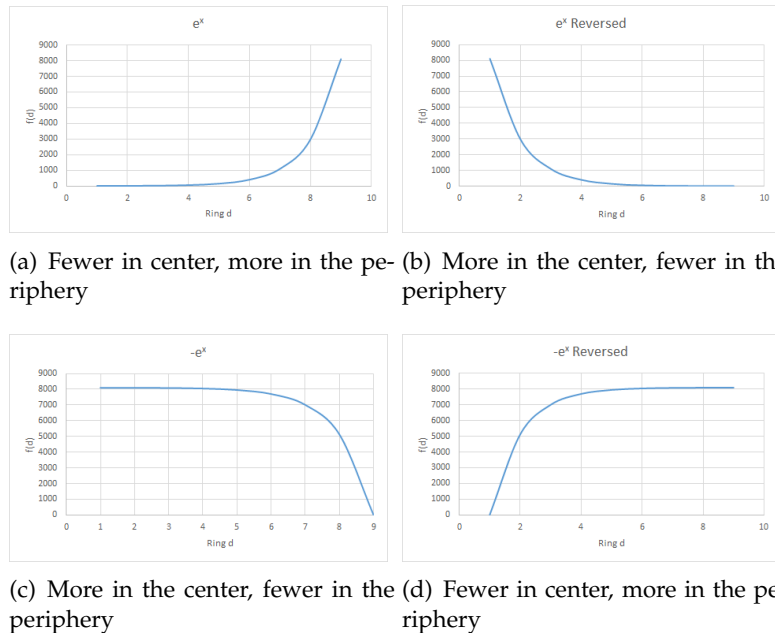 eˣ
9000
8000
7000
6000
5000
4000
3000
2000
1000
0
f(d)
0 2 4 6 8 10
Ring d
eˣ Reversed
9000
8000
7000
6000
5000
4000
3000
2000
1000
0
f(d)
0 2 4 6 8 10
Ring d
(a) Fewer in center, more in the pe-
riphery
(b) More in the center, fewer in the
periphery
-eˣ
9000
8000
7000
6000
5000
4000
3000
2000
1000
0
f(d)
0 1 2 3 3 4 5 6 7 8 9
Ring d
-eˣ Reversed
9000
8000
7000
6000
5000
4000
3000
2000
1000
0
f(d)
0 2 4 6 8 10
Ring d
(c) More in the center, fewer in the
periphery
(d) Fewer in center, more in the pe
riphery